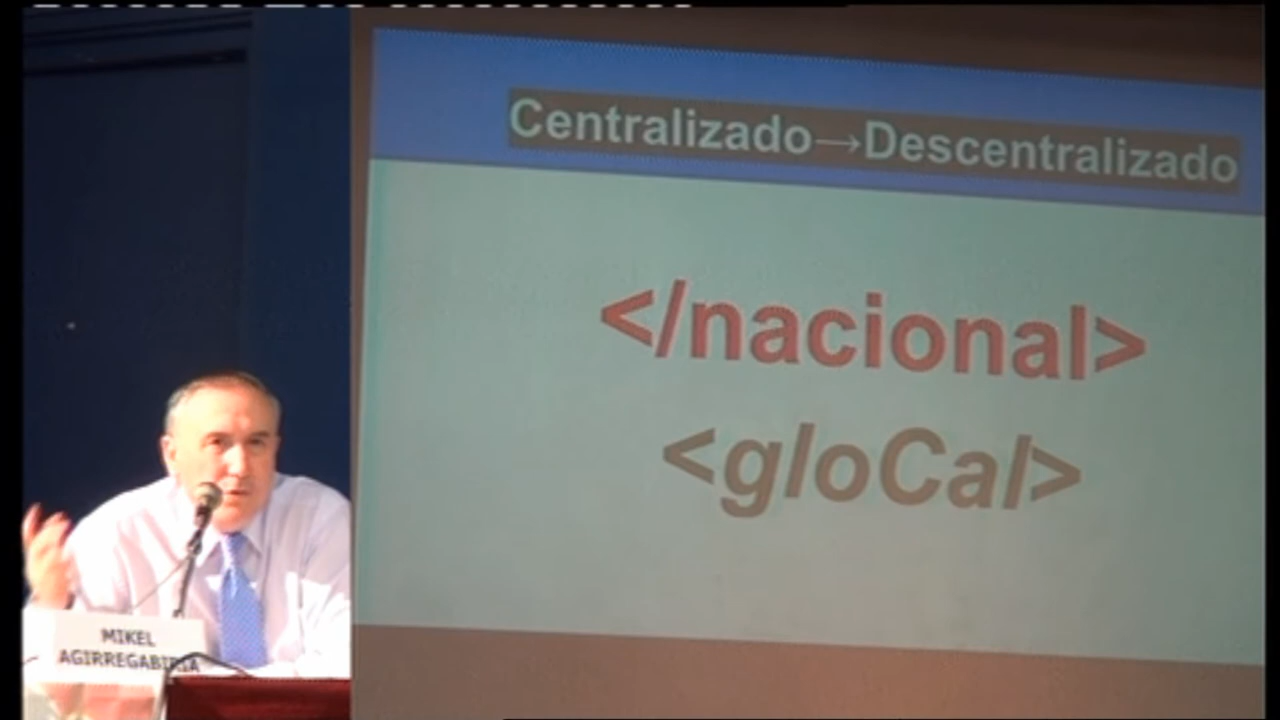 Centralizado→Descentralizado
</nacional>
<gloCal>
MIKEL
AGIRREGABIRIA